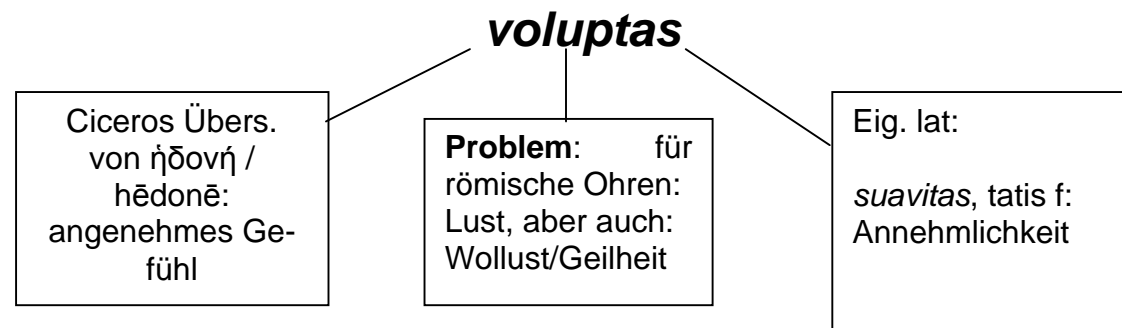 voluptas
Ciceros Übers.
von ἡδονή /
hēdonē:
angenehmes Ge-
fühl
Problem: für
römische Ohren:
Lust, aber auch:
Wollust/Geilheit
Eig. lat:
suavitas, tatis f:
Annehmlichkeit